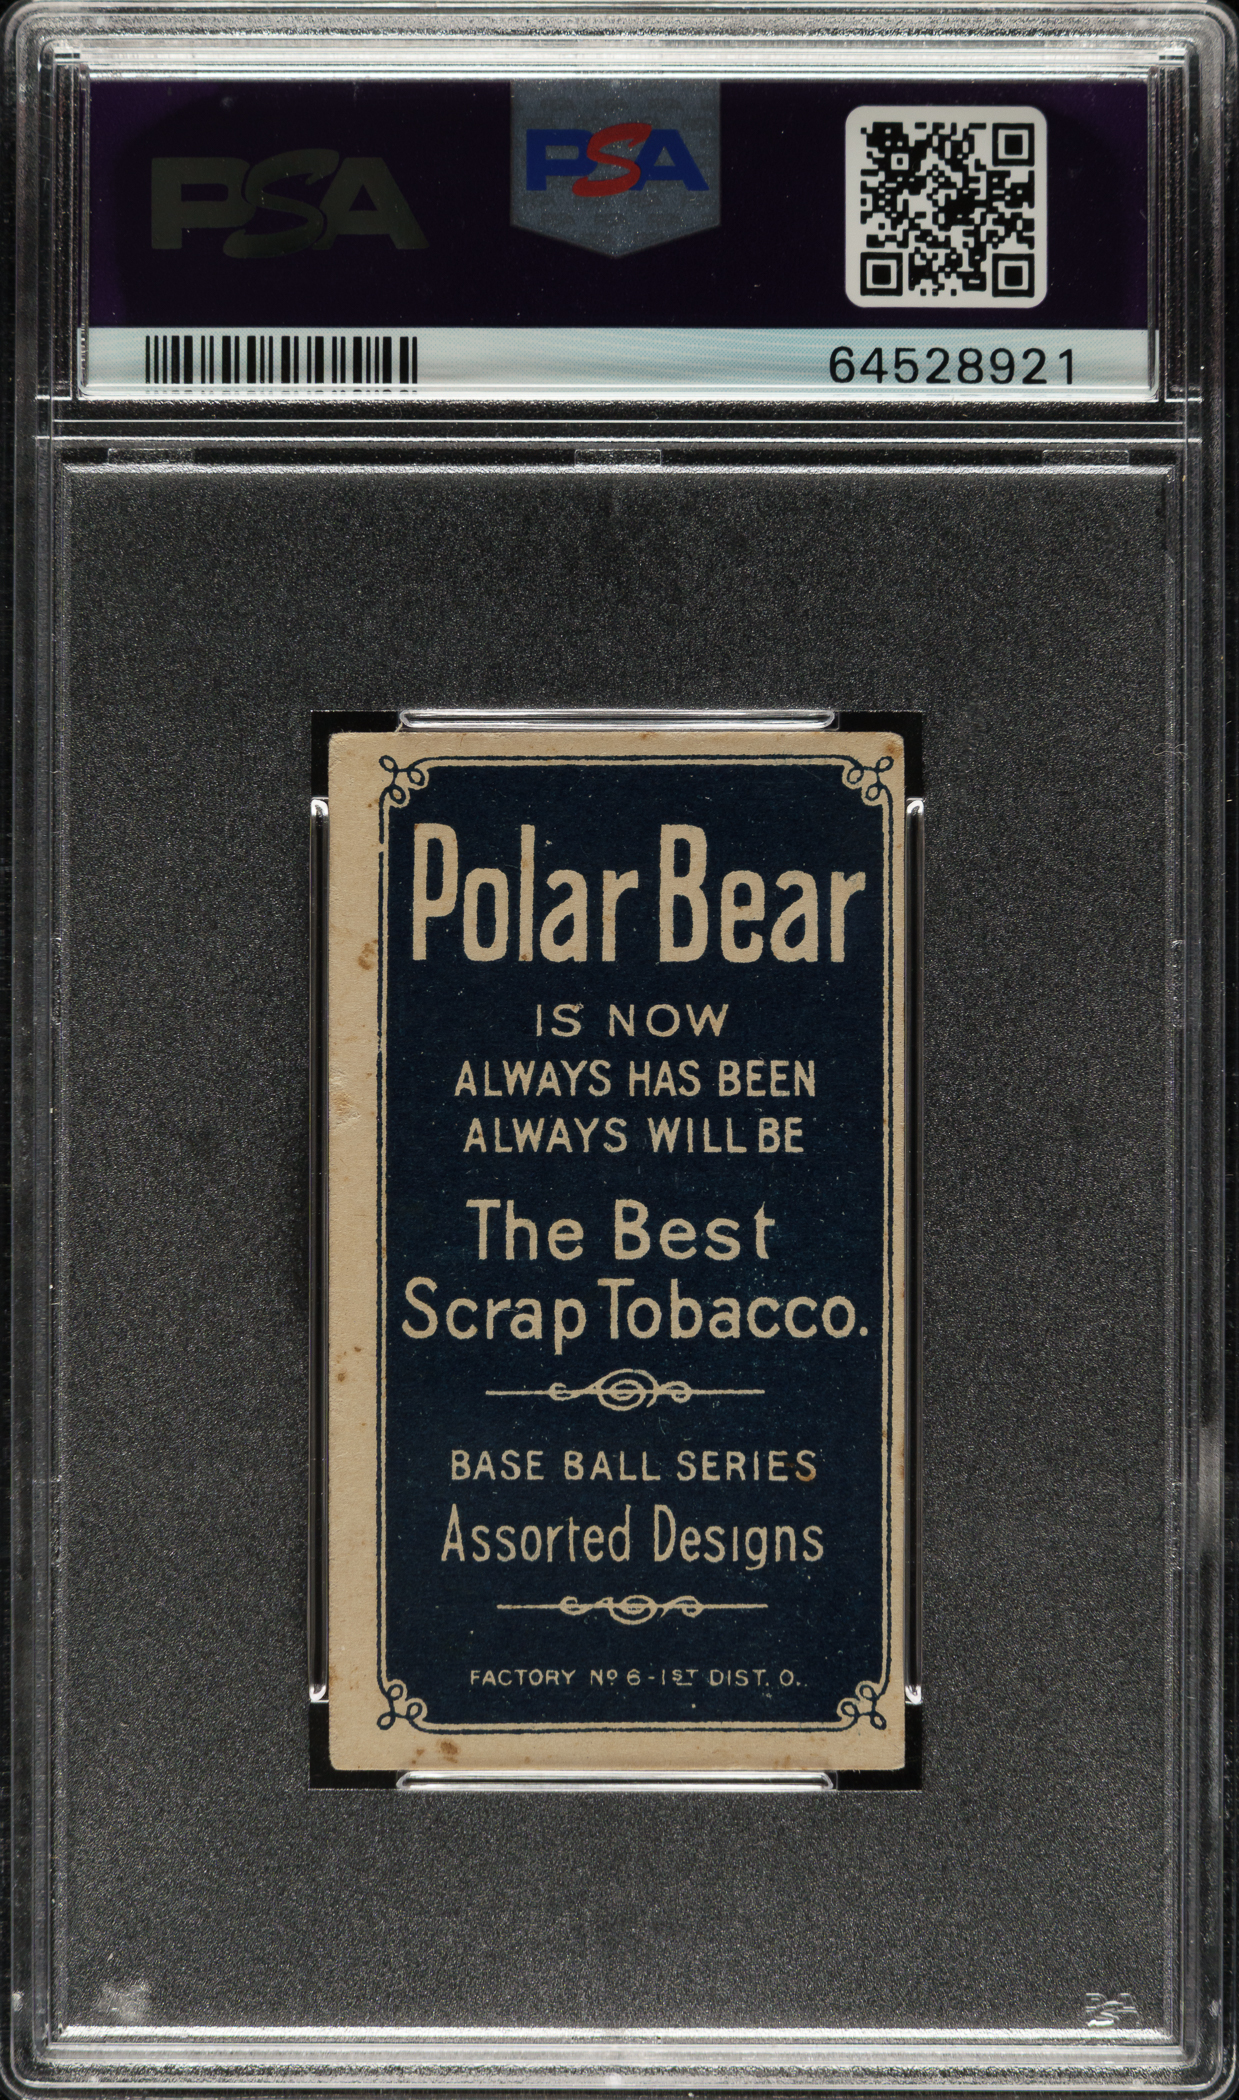 PSA
PSA
64528921
Polar Bear
IS NOW
ALWAYS HAS BEEN
ALWAYS WILL BE
The Best
Scrap Tobacco.
BASE BALL SERIES
Assorted Designs
FACTORY Nº 6-1ST DIST. O.
PSA